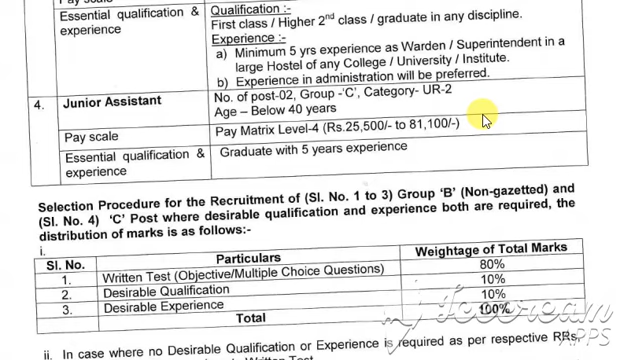 Pay scale
Essential qualification & experience
Qualification :-
First class / Higher 2nd class / graduate in any discipline.
Experience :-
a) Minimum 5 yrs experience as Warden / Superintendent in a
large Hostel of any College / University / Institute.
b) Experience in administration will be preferred.
4. Junior Assistant
No. of post-02, Group -‘C’, Category- UR-2
Age – Below 40 years
Pay scale
Pay Matrix Level-4 (Rs.25,500/- to 81,100/-)
Essential qualification & experience
Graduate with 5 years experience
Selection Procedure for the Recruitment of (Sl. No. 1 to 3) Group ‘B’ (Non-gazetted) and
(Sl. No. 4) ‘C’ Post where desirable qualification and experience both are required, the
distribution of marks is as follows:-
i.
Sl. No. Particulars Weightage of Total Marks
1. Written Test (Objective/Multiple Choice Questions) 80%
2. Desirable Qualification 10%
3. Desirable Experience 10%
Total 100%
ii. In case where no Desirable Qualification or Experience is required as per respective RRs,
Written Test
IceCream
APPS